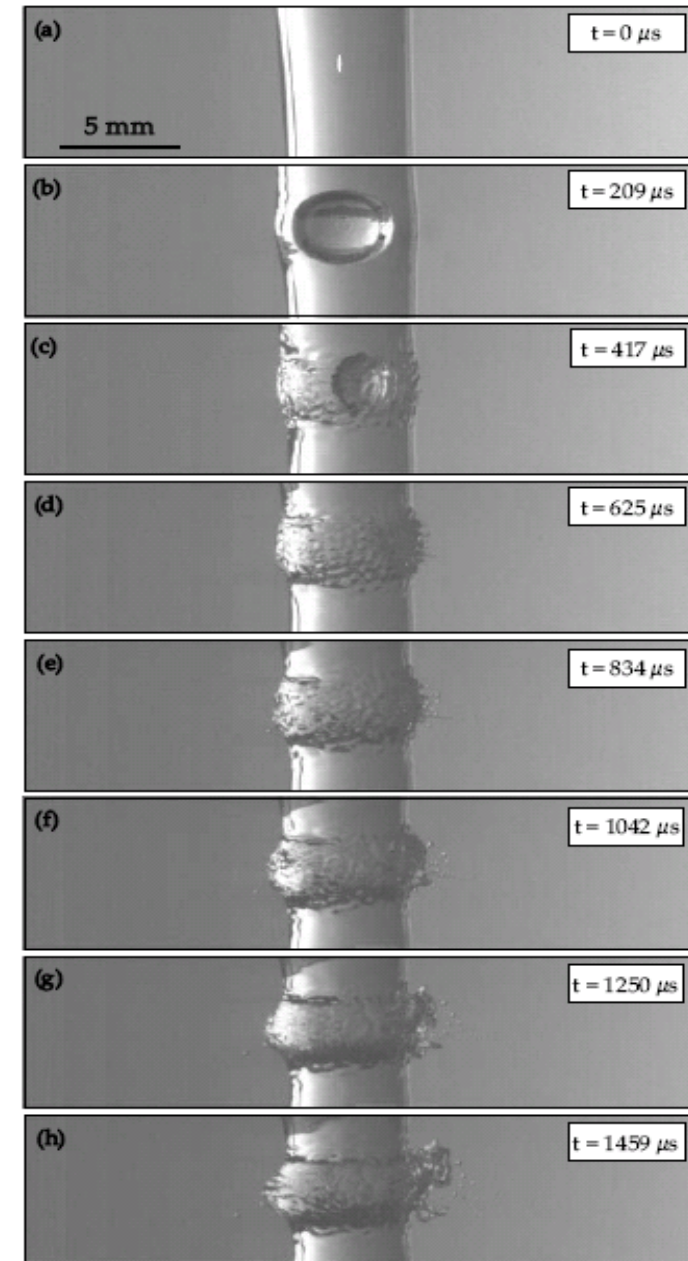 (a)
t = 0 μs
5 mm
(b)
t = 209 μs
(c)
t = 417 μs
(d)
t = 625 μs
(e)
t = 834 μs
(f)
t = 1042 μs
(g)
t = 1250 μs
(h)
t = 1459 μs